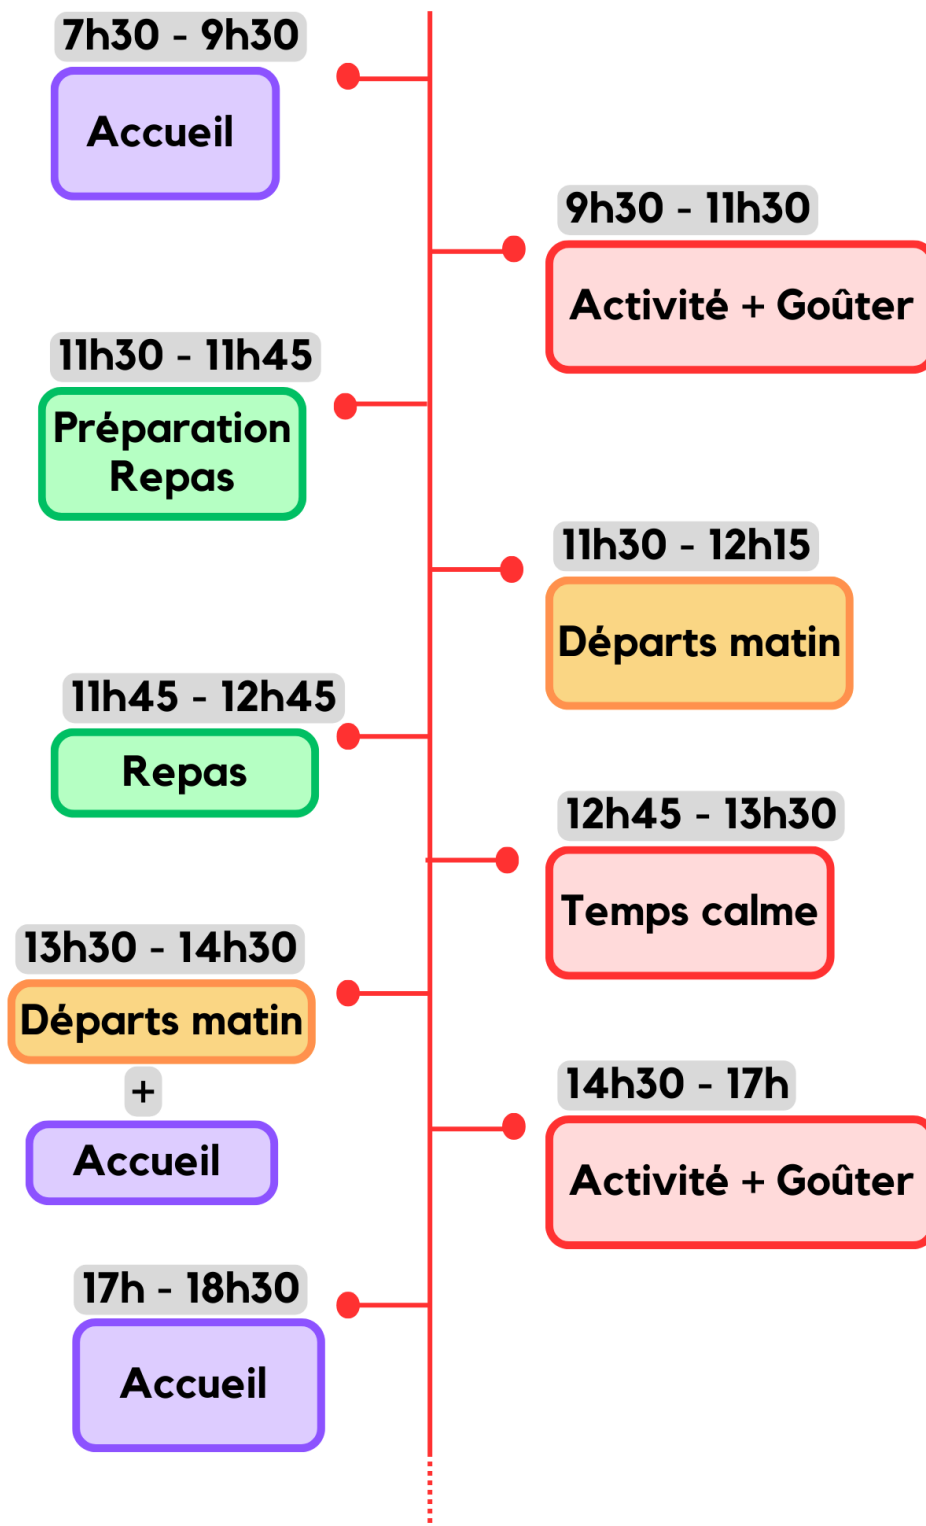 7h30 - 9h30
Accueil
9h30 - 11h30
Activité + Goûter
11h30 - 11h45
Préparation
Repas
11h30 - 12h15
Départs matin
11h45 - 12h45
Repas
12h45 - 13h30
Temps calme
13h30 - 14h30
Départs matin
+
Accueil
14h30 - 17h
Activité + Goûter
17h - 18h30
Accueil